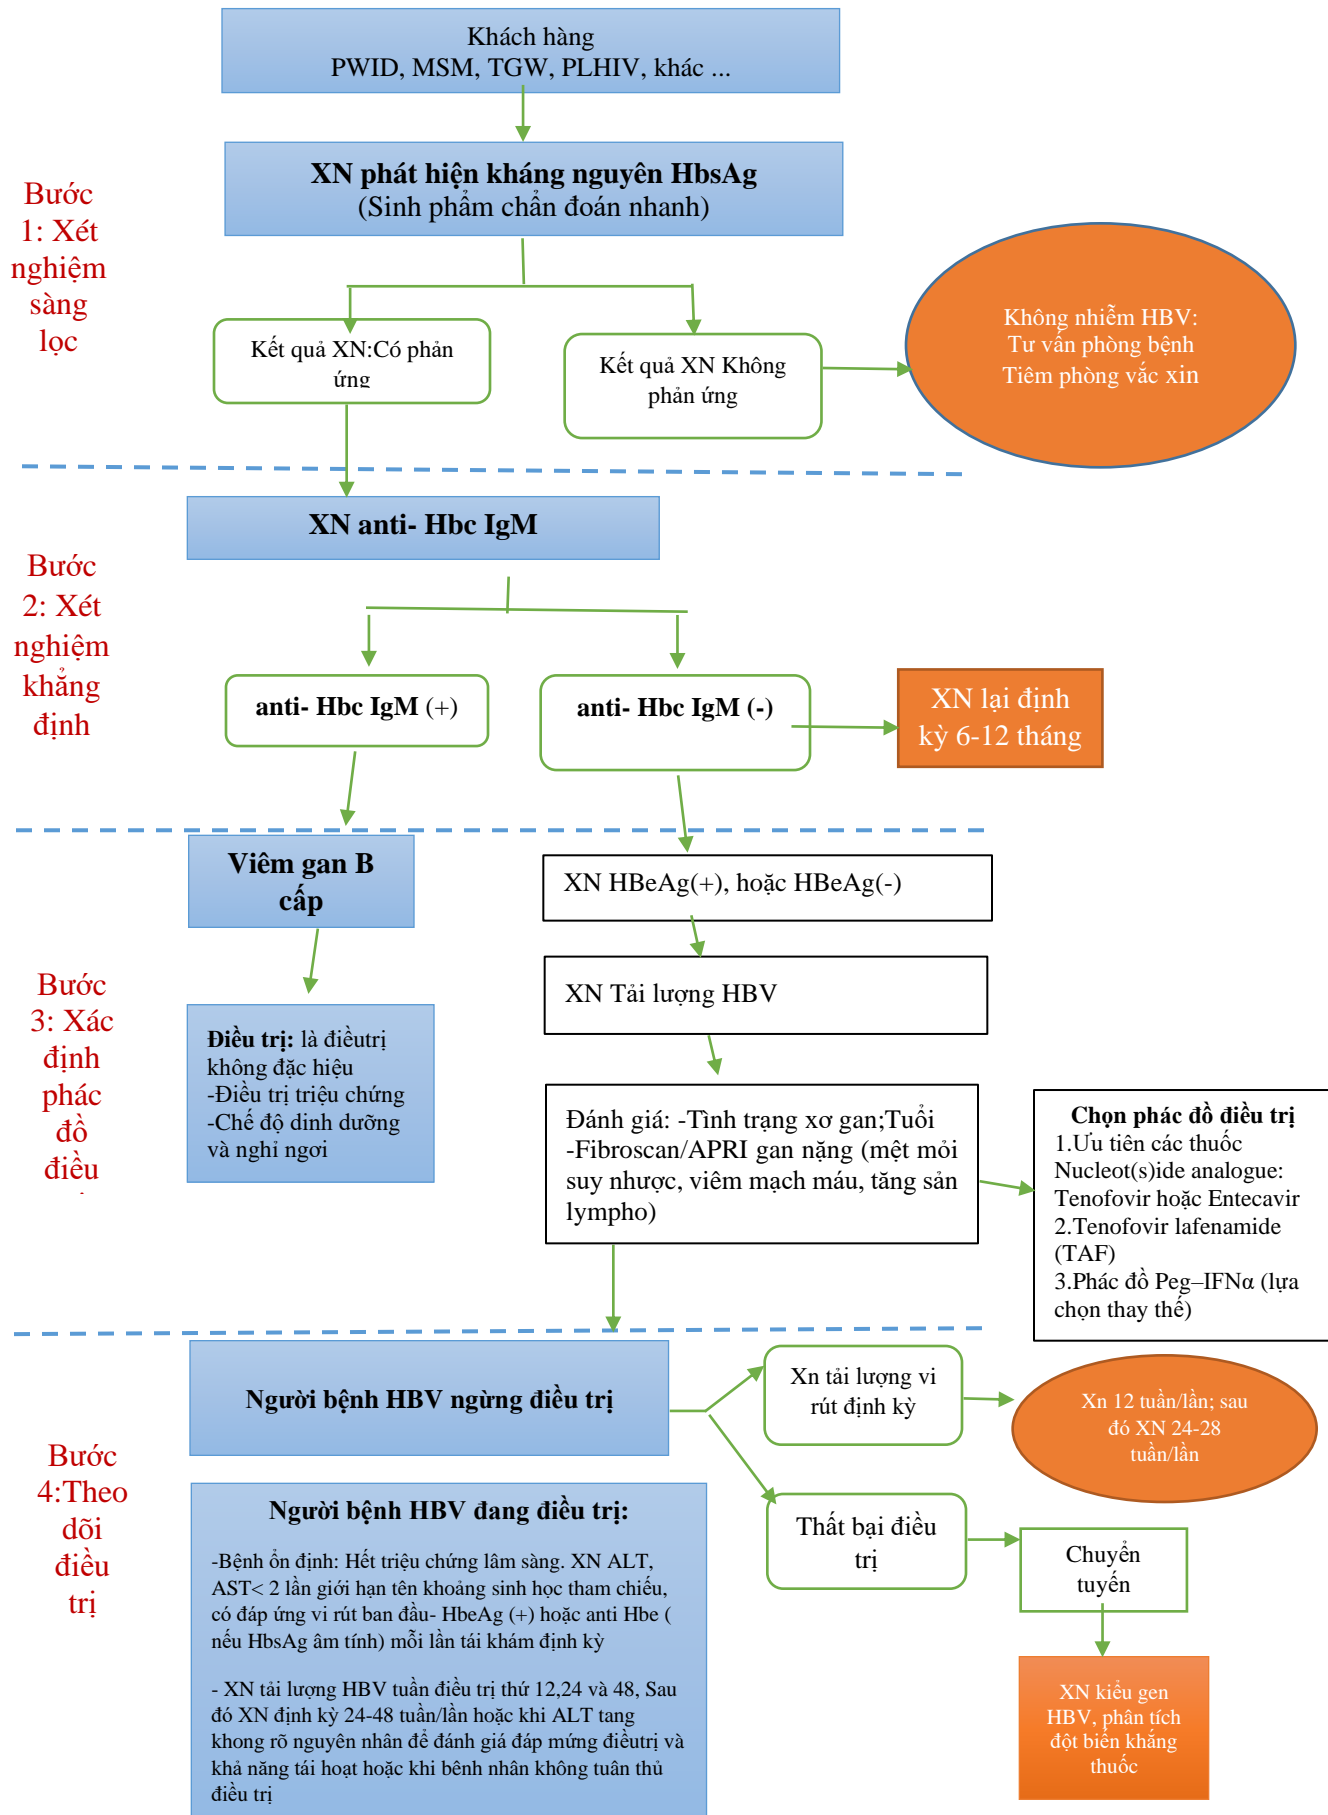 Khách hàng
PWID, MSM, TGW, PLHIV, khác ...
Bước
1: Xét
nghiệm
sàng
lọc
XN phát hiện kháng nguyên HbsAg
(Sinh phẩm chẩn đoán nhanh)
Kết quả XN:Có phản
ứng
Kết quả XN Không
phản ứng
Không nhiễm HBV:
Tư vấn phòng bệnh
Tiêm phòng vắc xin
Bước
2: Xét
nghiệm
khẳng
định
XN anti- Hbc IgM
anti- Hbc IgM (+)
anti- Hbc IgM (-)
XN lại định
kỳ 6-12 tháng
Bước
3: Xác
định
phác
đồ
điều
Viêm gan B
cấp
Điều trị: là điềutrị
không đặc hiệu
-Điều trị triệu chứng
-Chế độ dinh dưỡng
và nghỉ ngơi
XN HBeAg(+), hoặc HBeAg(-)
XN Tải lượng HBV
Đánh giá: -Tình trạng xơ gan;Tuổi
-Fibroscan/APRI gan nặng (mệt mỏi
suy nhược, viêm mạch máu, tăng sản
lympho)
Chọn phác đồ điều trị
1.Ưu tiên các thuốc
Nucleot(s)ide analogue:
Tenofovir hoặc Entecavir
2.Tenofovir lafenamide
(TAF)
3.Phác đồ Peg–IFNα (lựa
chọn thay thế)
Bước
4:Theo
dõi
điều
trị
Người bệnh HBV ngừng điều trị
Xn tải lượng vi
rút định kỳ
Xn 12 tuần/lần; sau
đó XN 24-28
tuần/lần
Người bệnh HBV đang điều trị:
-Bệnh ổn định: Hết triệu chứng lâm sàng. XN ALT,
AST< 2 lần giới hạn tên khoảng sinh học tham chiếu,
có đáp ứng vi rút ban đầu- HbeAg (+) hoặc anti Hbe (
nếu HbsAg âm tính) mỗi lần tái khám định kỳ
- XN tải lượng HBV tuần điều trị thứ 12,24 và 48, Sau
đó XN định kỳ 24-48 tuần/lần hoặc khi ALT tang
khong rõ nguyên nhân để đánh giá đáp mứng điềutrị và
khả năng tái hoạt hoặc khi bênh nhân không tuân thủ
điều trị
Thất bại điều
trị
Chuyển
tuyến
XN kiểu gen
HBV, phân tích
đột biến khẳng
thuốc